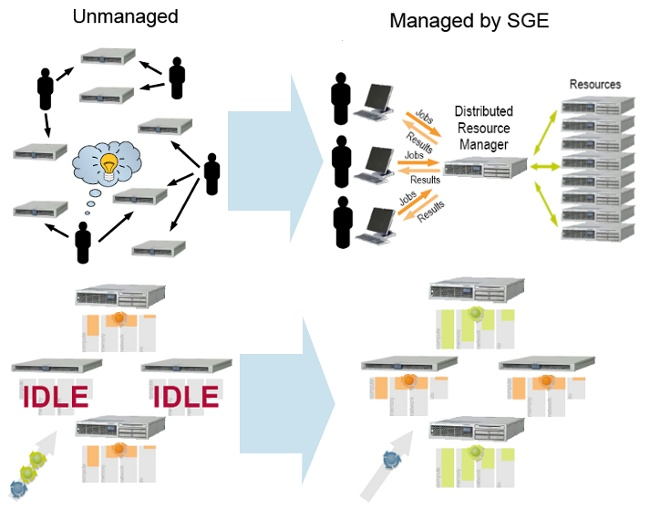 Unmanaged
Managed by SGE
Resources
Distributed
Resource
Manager
Jobs
Results
Jobs
Results
Jobs
Results
IDLE
IDLE